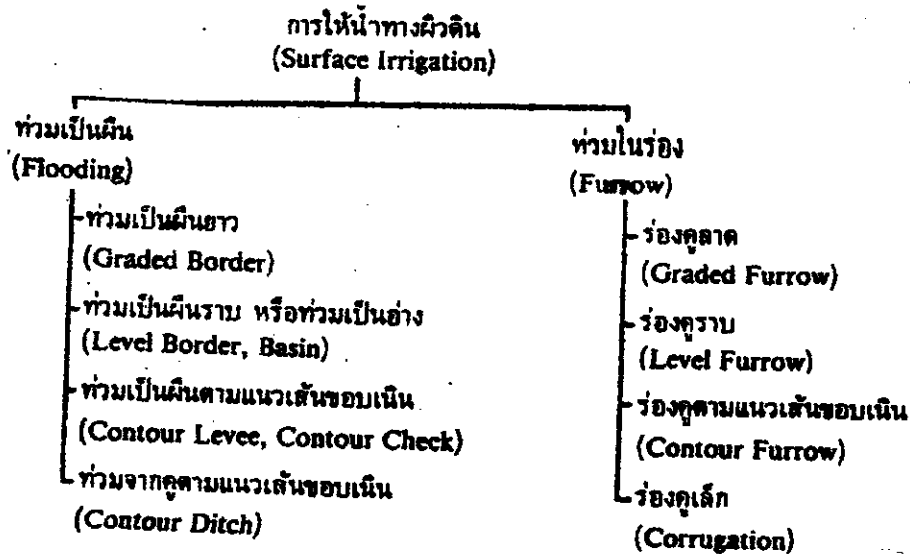 การให้น้ำทางผิวดิน
(Surface Irrigation)
ท่วมเป็นผืน
(Flooding)
ท่วมเป็นผืนยาว
(Graded Border)
ท่วมเป็นผืนราบ หรือท่วมเป็นอ่าง
(Level Border, Basin)
ท่วมเป็นผืนตามแนวเส้นขอบเนิน
(Contour Levee, Contour Check)
ท่วมจากคูตามแนวเส้นขอบเนิน
(Contour Ditch)
ท่วมในร่อง
(Furrow)
ร่องคูลาด
(Graded Furrow)
ร่องคูราบ
(Level Furrow)
ร่องคูตามแนวเส้นขอบเนิน
(Contour Furrow)
ร่องคูเล็ก
(Corrugation)